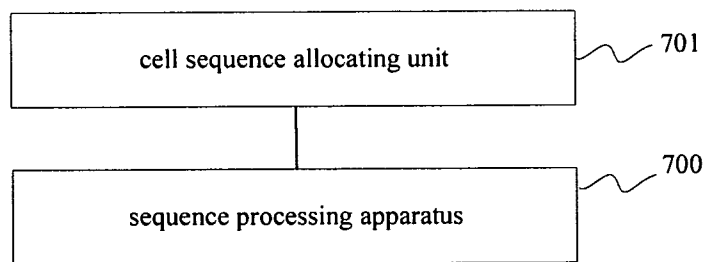 cell sequence allocating unit
701
700
sequence processing apparatus